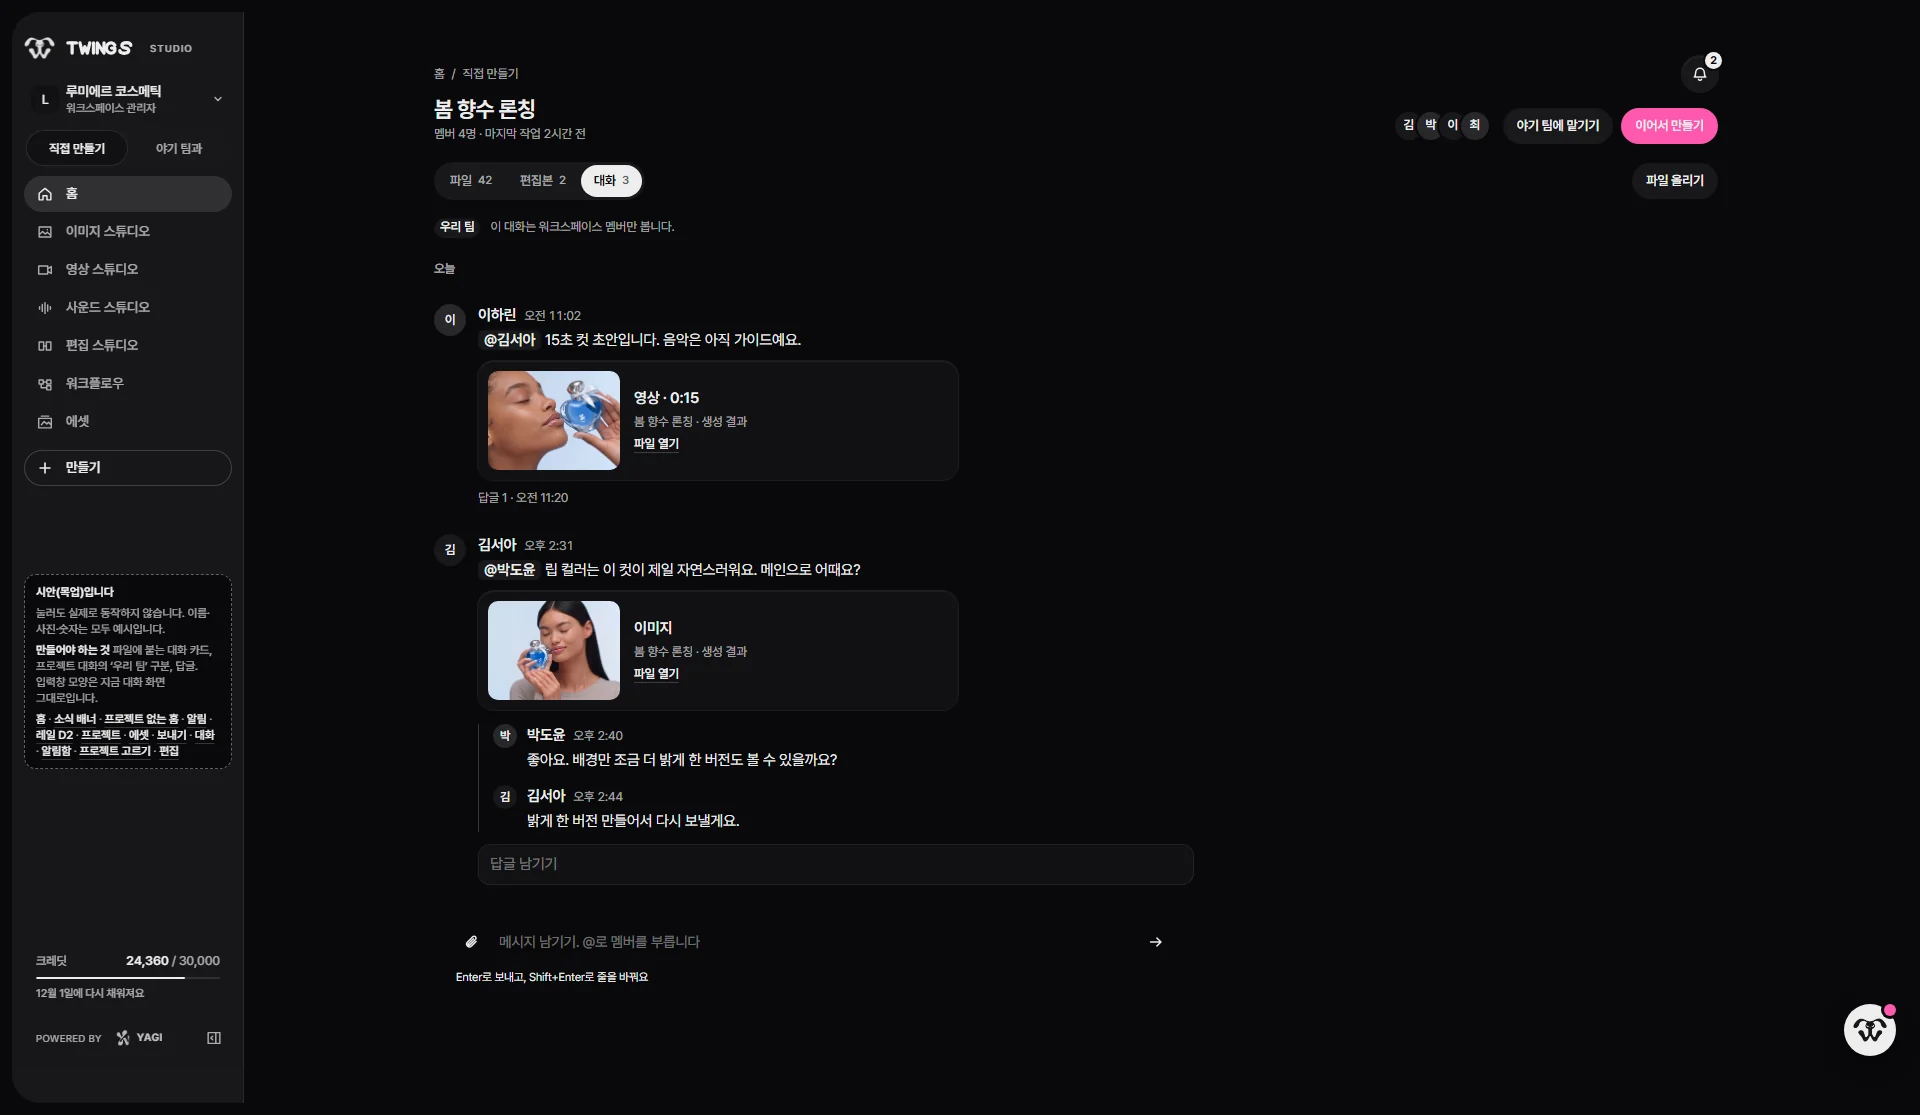 TWINGS STUDIO
L
루미에르 코스메틱
워크스페이스 관리자
직접 만들기
야기 팀과
홈
이미지 스튜디오
영상 스튜디오
사운드 스튜디오
편집 스튜디오
워크플로우
에셋
만들기
시안(목업)입니다
눌러도 실제로 동작하지 않습니다. 이름·
사진·숫자는 모두 예시입니다.
만들어야 하는 것 파일에 붙는 대화 카드,
프로젝트 대화의 '우리 팀' 구분, 답글.
입력창 모양은 지금 대화 화면
그대로입니다.
홈 · 소식 배너 · 프로젝트 없는 홈 · 알림 ·
레일 D2 · 프로젝트 · 에셋 · 보내기 · 대화
· 알림함 · 프로젝트 고르기 · 편집
크레딧 24,360 / 30,000
12월 1일에 다시 채워져요
POWERED BY YAGI
홈 / 직접 만들기
2
봄 향수 론칭
멤버 4명 · 마지막 작업 2시간 전
김 박 이 최
야기 팀에 맡기기
이어서 만들기
파일 42
편집본 2
대화 3
파일 올리기
우리 팀 이 대화는 워크스페이스 멤버만 봅니다.
오늘
이
이하린 오전 11:02
@김서아 15초 컷 초안입니다. 음악은 아직 가이드예요.
영상 · 0:15
봄 향수 론칭 · 생성 결과
파일 열기
답글 1 · 오전 11:20
김
김서아 오후 2:31
@박도윤 립 컬러는 이 컷이 제일 자연스러워요. 메인으로 어때요?
이미지
봄 향수 론칭 · 생성 결과
파일 열기
박
박도윤 오후 2:40
좋아요. 배경만 조금 더 밝게 한 버전도 볼 수 있을까요?
김
김서아 오후 2:44
밝게 한 버전 만들어서 다시 보낼게요.
답글 남기기
메시지 남기기. @로 멤버를 부릅니다
Enter로 보내고, Shift+Enter로 줄을 바꿔요